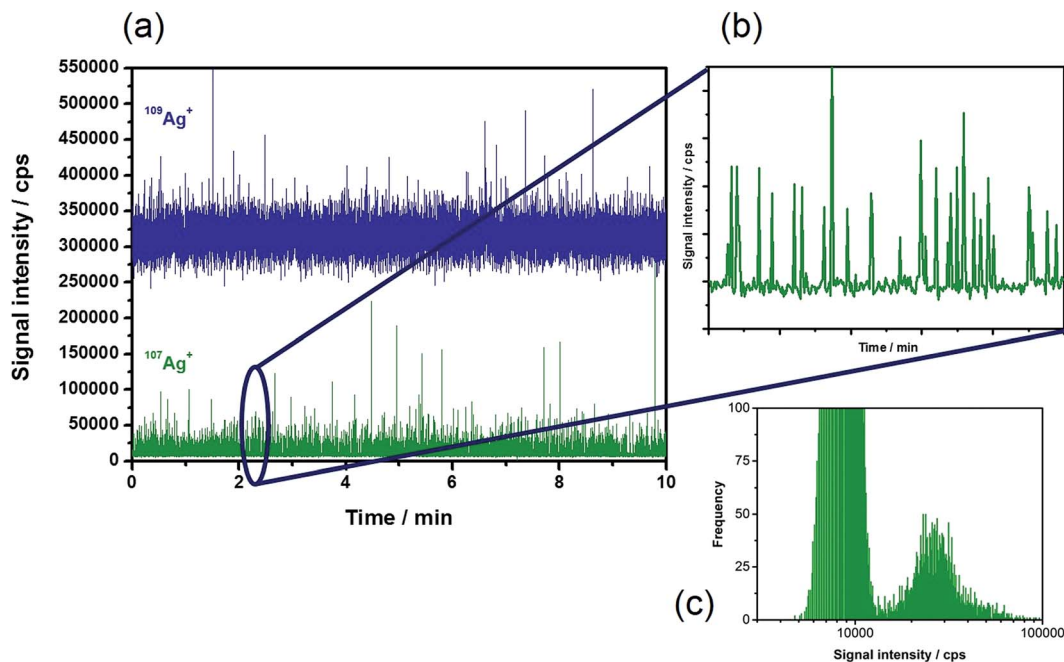 (a)
550000
500000
450000
400000
350000
300000
250000
200000
150000
100000
50000
0
Signal intensity / cps
¹⁰⁹Ag⁺
¹⁰⁷Ag⁺
0 2 4 6 8 10
Time / min
(b)
Signal intensity / cps
Time / min
(c)
100
75
50
25
0
Frequency
10000 100000
Signal intensity / cps